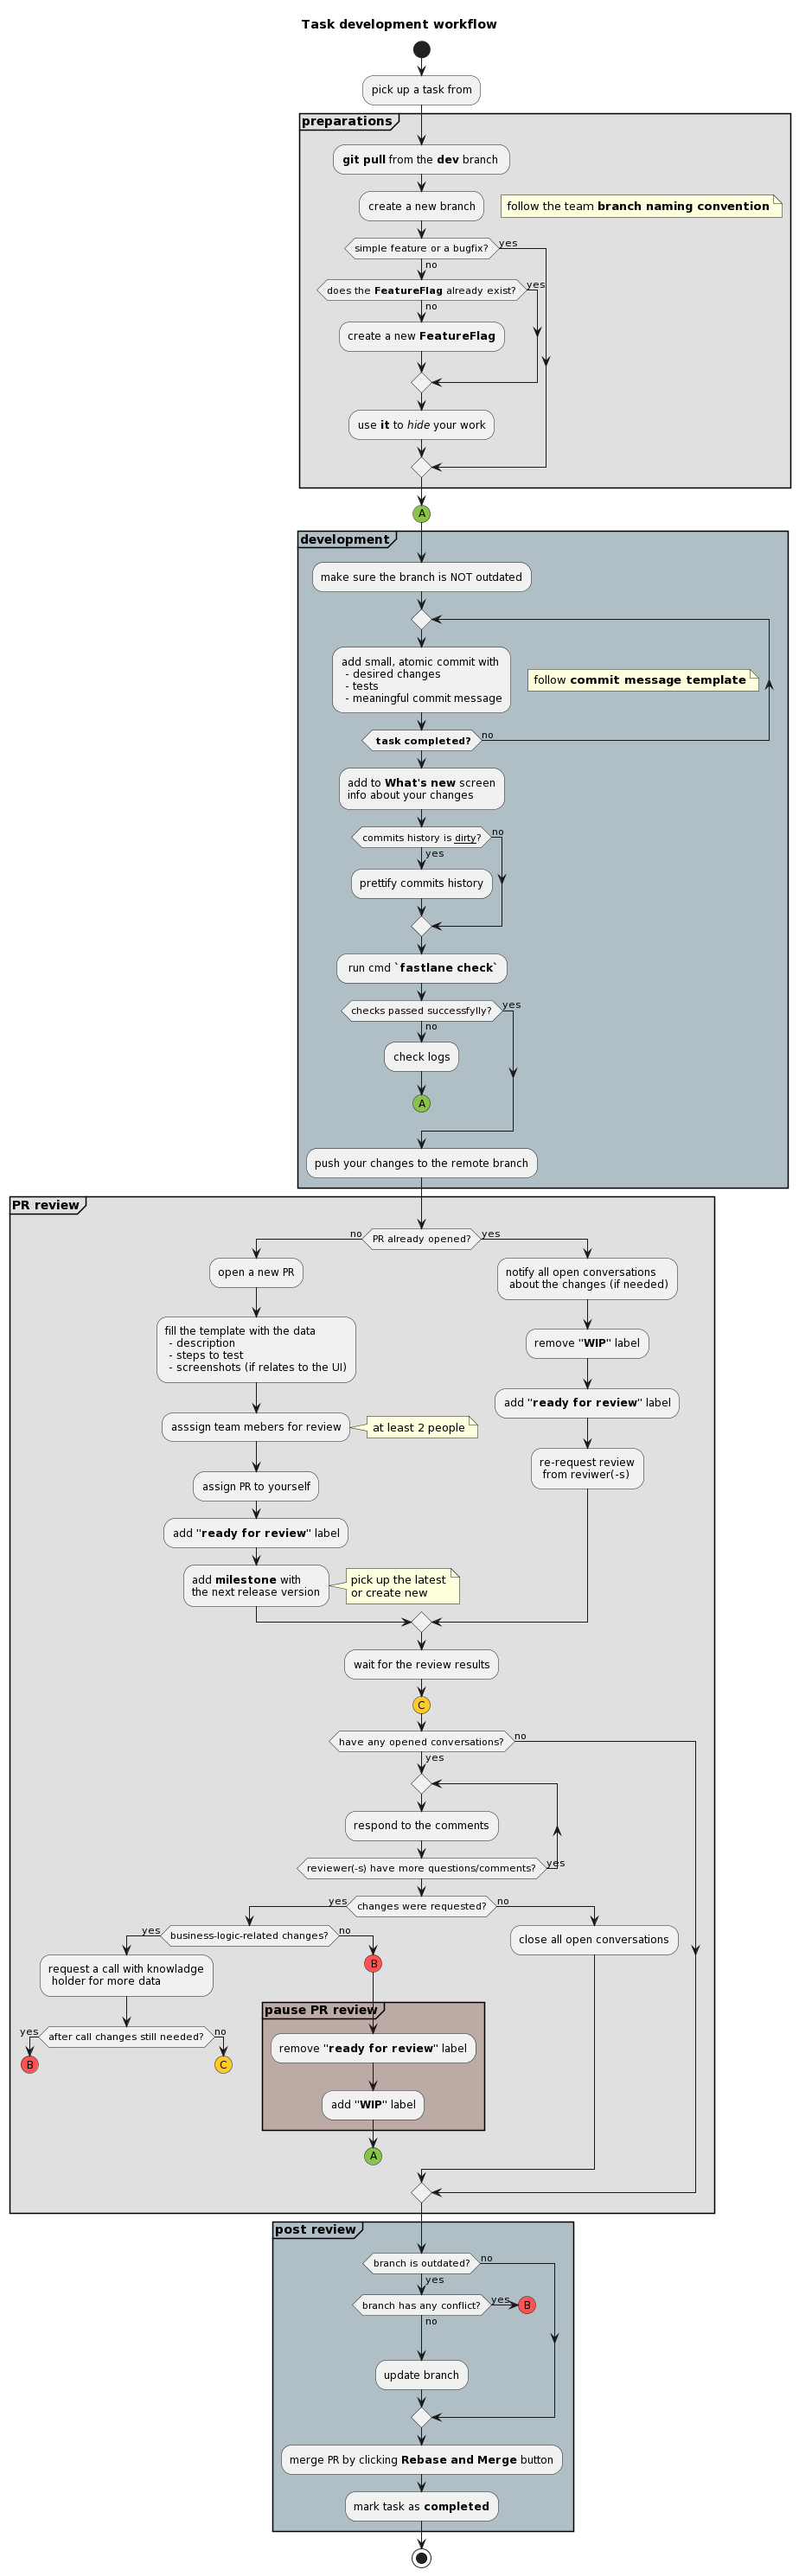 Task development workflow
pick up a task from
preparations
git pull from the dev branch
create a new branch
follow the team branch naming convention
simple feature or a bugfix?
yes
no
does the FeatureFlag already exist?
yes
no
create a new FeatureFlag
use it to hide your work
A
development
make sure the branch is NOT outdated
add small, atomic commit with
- desired changes
- tests
- meaningful commit message
follow commit message template
task completed?
no
add to What's new screen
info about your changes
commits history is dirty?
no
yes
prettify commits history
run cmd `fastlane check`
checks passed successfylly?
yes
no
check logs
A
push your changes to the remote branch
PR review
no
PR already opened?
yes
open a new PR
fill the template with the data
- description
- steps to test
- screenshots (if relates to the UI)
asssign team mebers for review
at least 2 people
assign PR to yourself
add "ready for review" label
add milestone with
the next release version
pick up the latest
or create new
notify all open conversations
about the changes (if needed)
remove "WIP" label
add "ready for review" label
re-request review
from reviwer(-s)
wait for the review results
C
have any opened conversations?
no
yes
respond to the comments
reviewer(-s) have more questions/comments?
yes
yes
changes were requested?
no
yes
business-logic-related changes?
no
close all open conversations
request a call with knowladge
holder for more data
yes
after call changes still needed?
no
B
C
B
pause PR review
remove "ready for review" label
add "WIP" label
A
post review
branch is outdated?
no
yes
branch has any conflict?
yes
B
no
update branch
merge PR by clicking Rebase and Merge button
mark task as completed